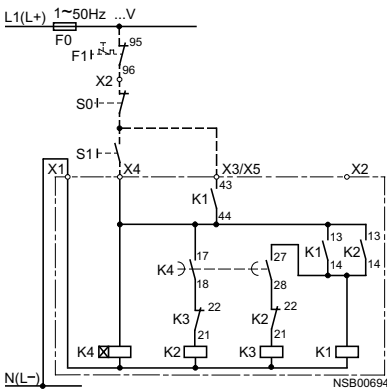 L1(L+) 1~50Hz ...V
F0
F1 95
96
X2
S0
S1
X1 X4 X3/X5 X2
43
K1
44
17 27 13 13
K4 K1 K2
18 28 14 14
22 22
K3 K2
21 21
K4 K2 K3 K1
N(L–)
NSB00694